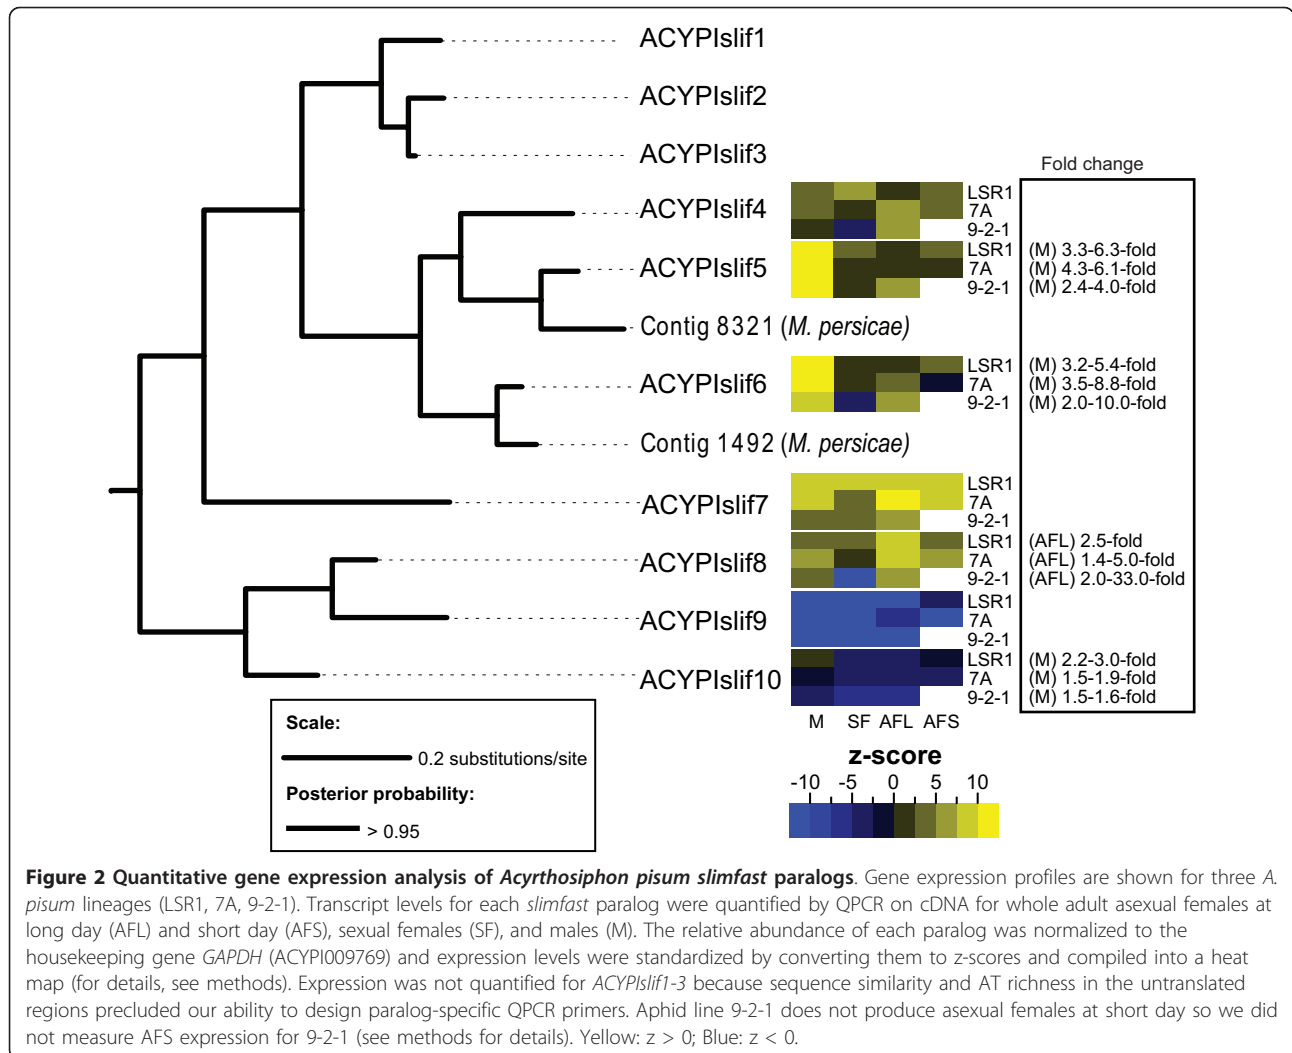 ACYPIslif1
ACYPIslif2
ACYPIslif3
Fold change
ACYPIslif4
LSR1
7A
9-2-1
ACYPIslif5
LSR1 (M) 3.3-6.3-fold
7A (M) 4.3-6.1-fold
9-2-1 (M) 2.4-4.0-fold
Contig 8321 (M. persicae)
ACYPIslif6
LSR1 (M) 3.2-5.4-fold
7A (M) 3.5-8.8-fold
9-2-1 (M) 2.0-10.0-fold
Contig 1492 (M. persicae)
ACYPIslif7
LSR1
7A
9-2-1
ACYPIslif8
LSR1 (AFL) 2.5-fold
7A (AFL) 1.4-5.0-fold
9-2-1 (AFL) 2.0-33.0-fold
ACYPIslif9
LSR1
7A
9-2-1
ACYPIslif10
LSR1 (M) 2.2-3.0-fold
7A (M) 1.5-1.9-fold
9-2-1 (M) 1.5-1.6-fold
M SF AFL AFS
Scale:
0.2 substitutions/site
Posterior probability:
> 0.95
z-score
-10 -5 0 5 10
Figure 2 Quantitative gene expression analysis of Acyrthosiphon pisum slimfast paralogs. Gene expression profiles are shown for three A.
pisum lineages (LSR1, 7A, 9-2-1). Transcript levels for each slimfast paralog were quantified by QPCR on cDNA for whole adult asexual females at
long day (AFL) and short day (AFS), sexual females (SF), and males (M). The relative abundance of each paralog was normalized to the
housekeeping gene GAPDH (ACYPI009769) and expression levels were standardized by converting them to z-scores and compiled into a heat
map (for details, see methods). Expression was not quantified for ACYPIslif1-3 because sequence similarity and AT richness in the untranslated
regions precluded our ability to design paralog-specific QPCR primers. Aphid line 9-2-1 does not produce asexual females at short day so we did
not measure AFS expression for 9-2-1 (see methods for details). Yellow: z > 0; Blue: z < 0.